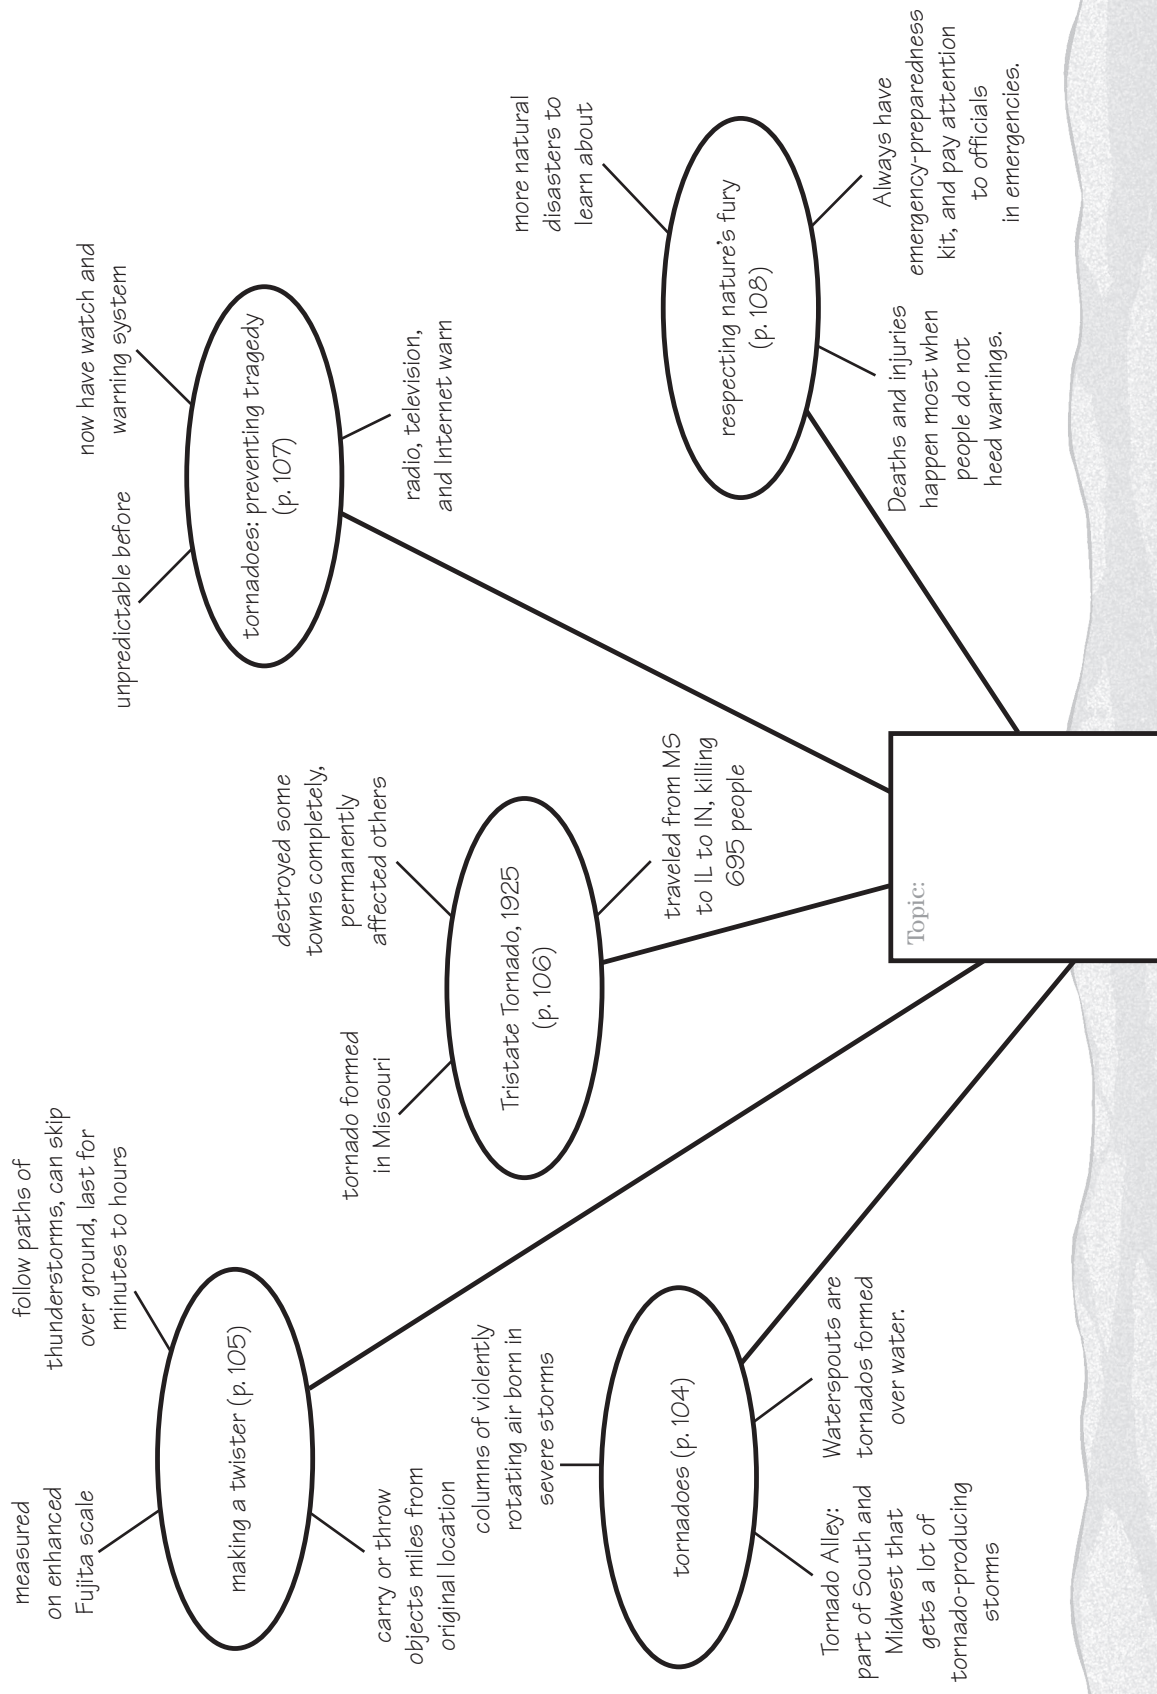 measured
on enhanced
Fujita scale
follow paths of
thunderstorms, can skip
over ground, last for
minutes to hours
making a twister (p. 105)
carry or throw
objects miles from
original location
columns of violently
rotating air born in
severe storms
tornadoes (p. 104)
Tornado Alley:
part of South and
Midwest that
gets a lot of
tornado-producing
storms
Waterspouts are
tornados formed
over water.
tornado formed
in Missouri
destroyed some
towns completely,
permanently
affected others
Tristate Tornado, 1925
(p. 106)
traveled from MS
to IL to IN, killing
695 people
unpredictable before
now have watch and
warning system
tornadoes: preventing tragedy
(p. 107)
radio, television,
and Internet warn
more natural
disasters to
learn about
respecting nature's fury
(p. 108)
Deaths and injuries
happen most when
people do not
heed warnings.
Always have
emergency-preparedness
kit, and pay attention
to officials
in emergencies.
Topic: